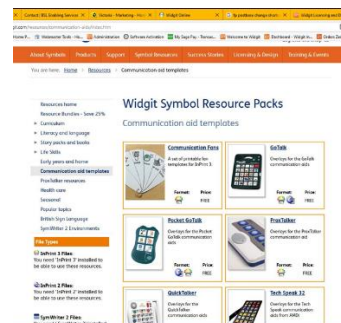 About Symbols Products Support Symbol Resources Success Stories Licensing & Design Training & Events
You are here: Home > Resources > Communication aid templates
Resources home
Resource Bundles - Save 25%
Curriculum
Literacy and language
Story packs and books
Life Skills
Early years and home
Communication aid templates
ProxTalker resources
Health care
Seasonal
Popular topics
British Sign Language
SymWriter 2 Environments
File Types
InPrint 3 Files:
You need 'InPrint 3' installed to
be able to use these resources.
InPrint 2 Files:
You need 'InPrint 2' installed to
be able to use these resources.
SymWriter 2 Files:
Widgit Symbol Resource Packs
Communication aid templates
Communication Fans
A set of printable fan
templates for InPrint 3.
Format: Price:
FREE
GoTalk
Overlays for the GoTalk
communication aids
Format: Price:
FREE
Pocket GoTalk
Overlays for the Pocket
GoTalk communication
aids
Format: Price:
FREE
ProxTalker
Overlays for the ProxTalker
communication aid
Format: Price:
FREE
QuickTalker
Overlays for the
QuickTalker
communication aids
Tech Speak 32
Overlays for the Tech
Speak communication
aids from AMDi